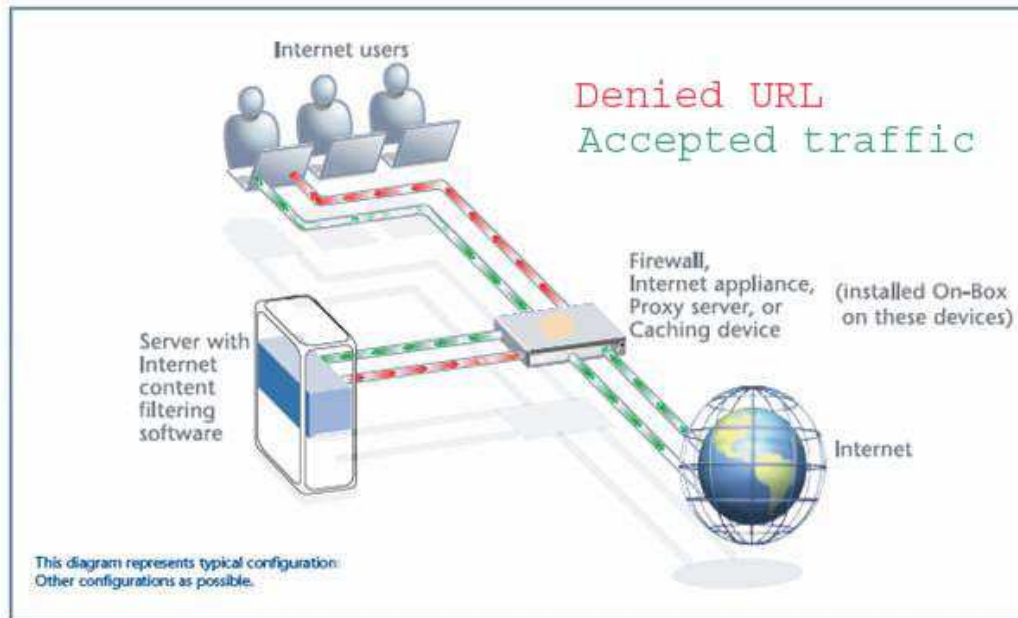 Internet users
Denied URL
Accepted traffic
Firewall,
Internet appliance,
Proxy server, or
Caching device
(installed On-Box
on these devices)
Server with
Internet
content
filtering
software
Internet
This diagram represents typical configuration:
Other configurations as possible.